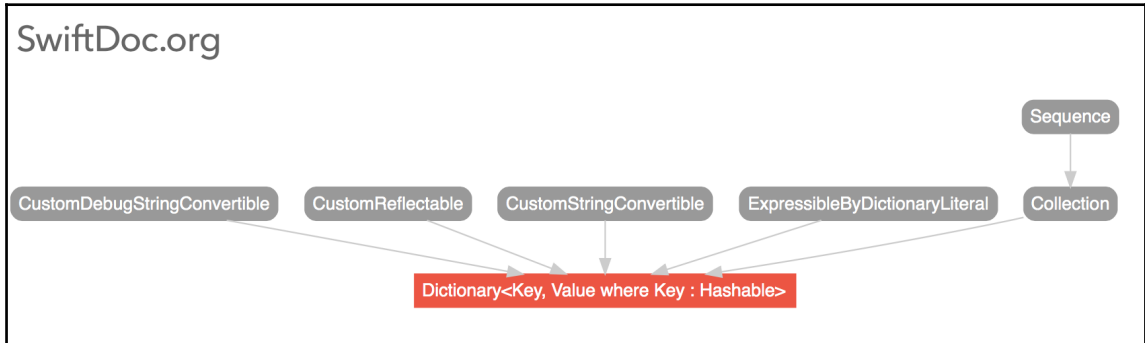 SwiftDoc.org
Sequence
CustomDebugStringConvertible
CustomReflectable
CustomStringConvertible
ExpressibleByDictionaryLiteral
Collection
Dictionary<Key, Value where Key : Hashable>